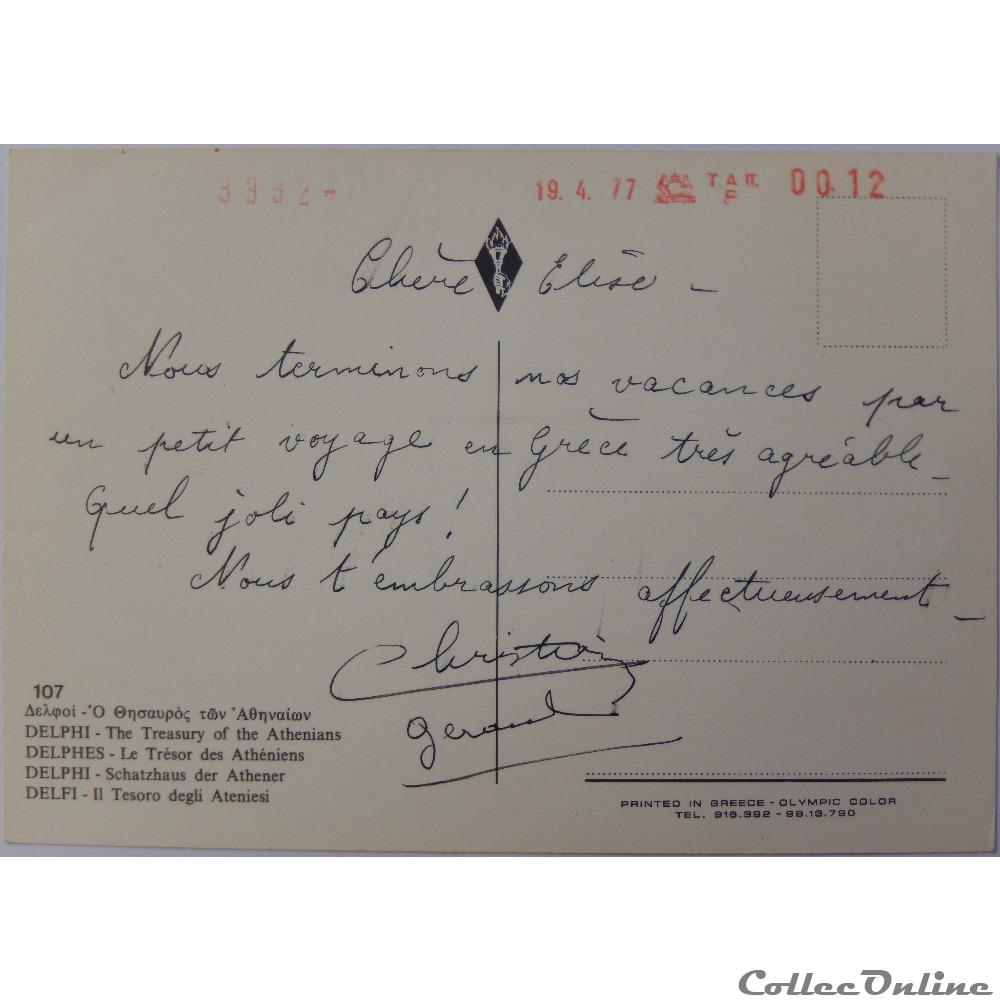 3332-
19. 4. 77 T.A.Π. P 00.12
Chère Elise -
Nous terminons nos vacances par
un petit voyage en Grèce très agréable -
Quel joli pays !
Nous t'embrassons affectueusement -
Christian
Gerard
107
Δελφοί - Ὁ Θησαυρὸς τῶν Ἀθηναίων
DELPHI - The Treasury of the Athenians
DELPHES - Le Trésor des Athéniens
DELPHI - Schatzhaus der Athener
DELFI - Il Tesoro degli Ateniesi
PRINTED IN GREECE - OLYMPIC COLOR
TEL. 916.392 - 99.13.790
CollecOnline